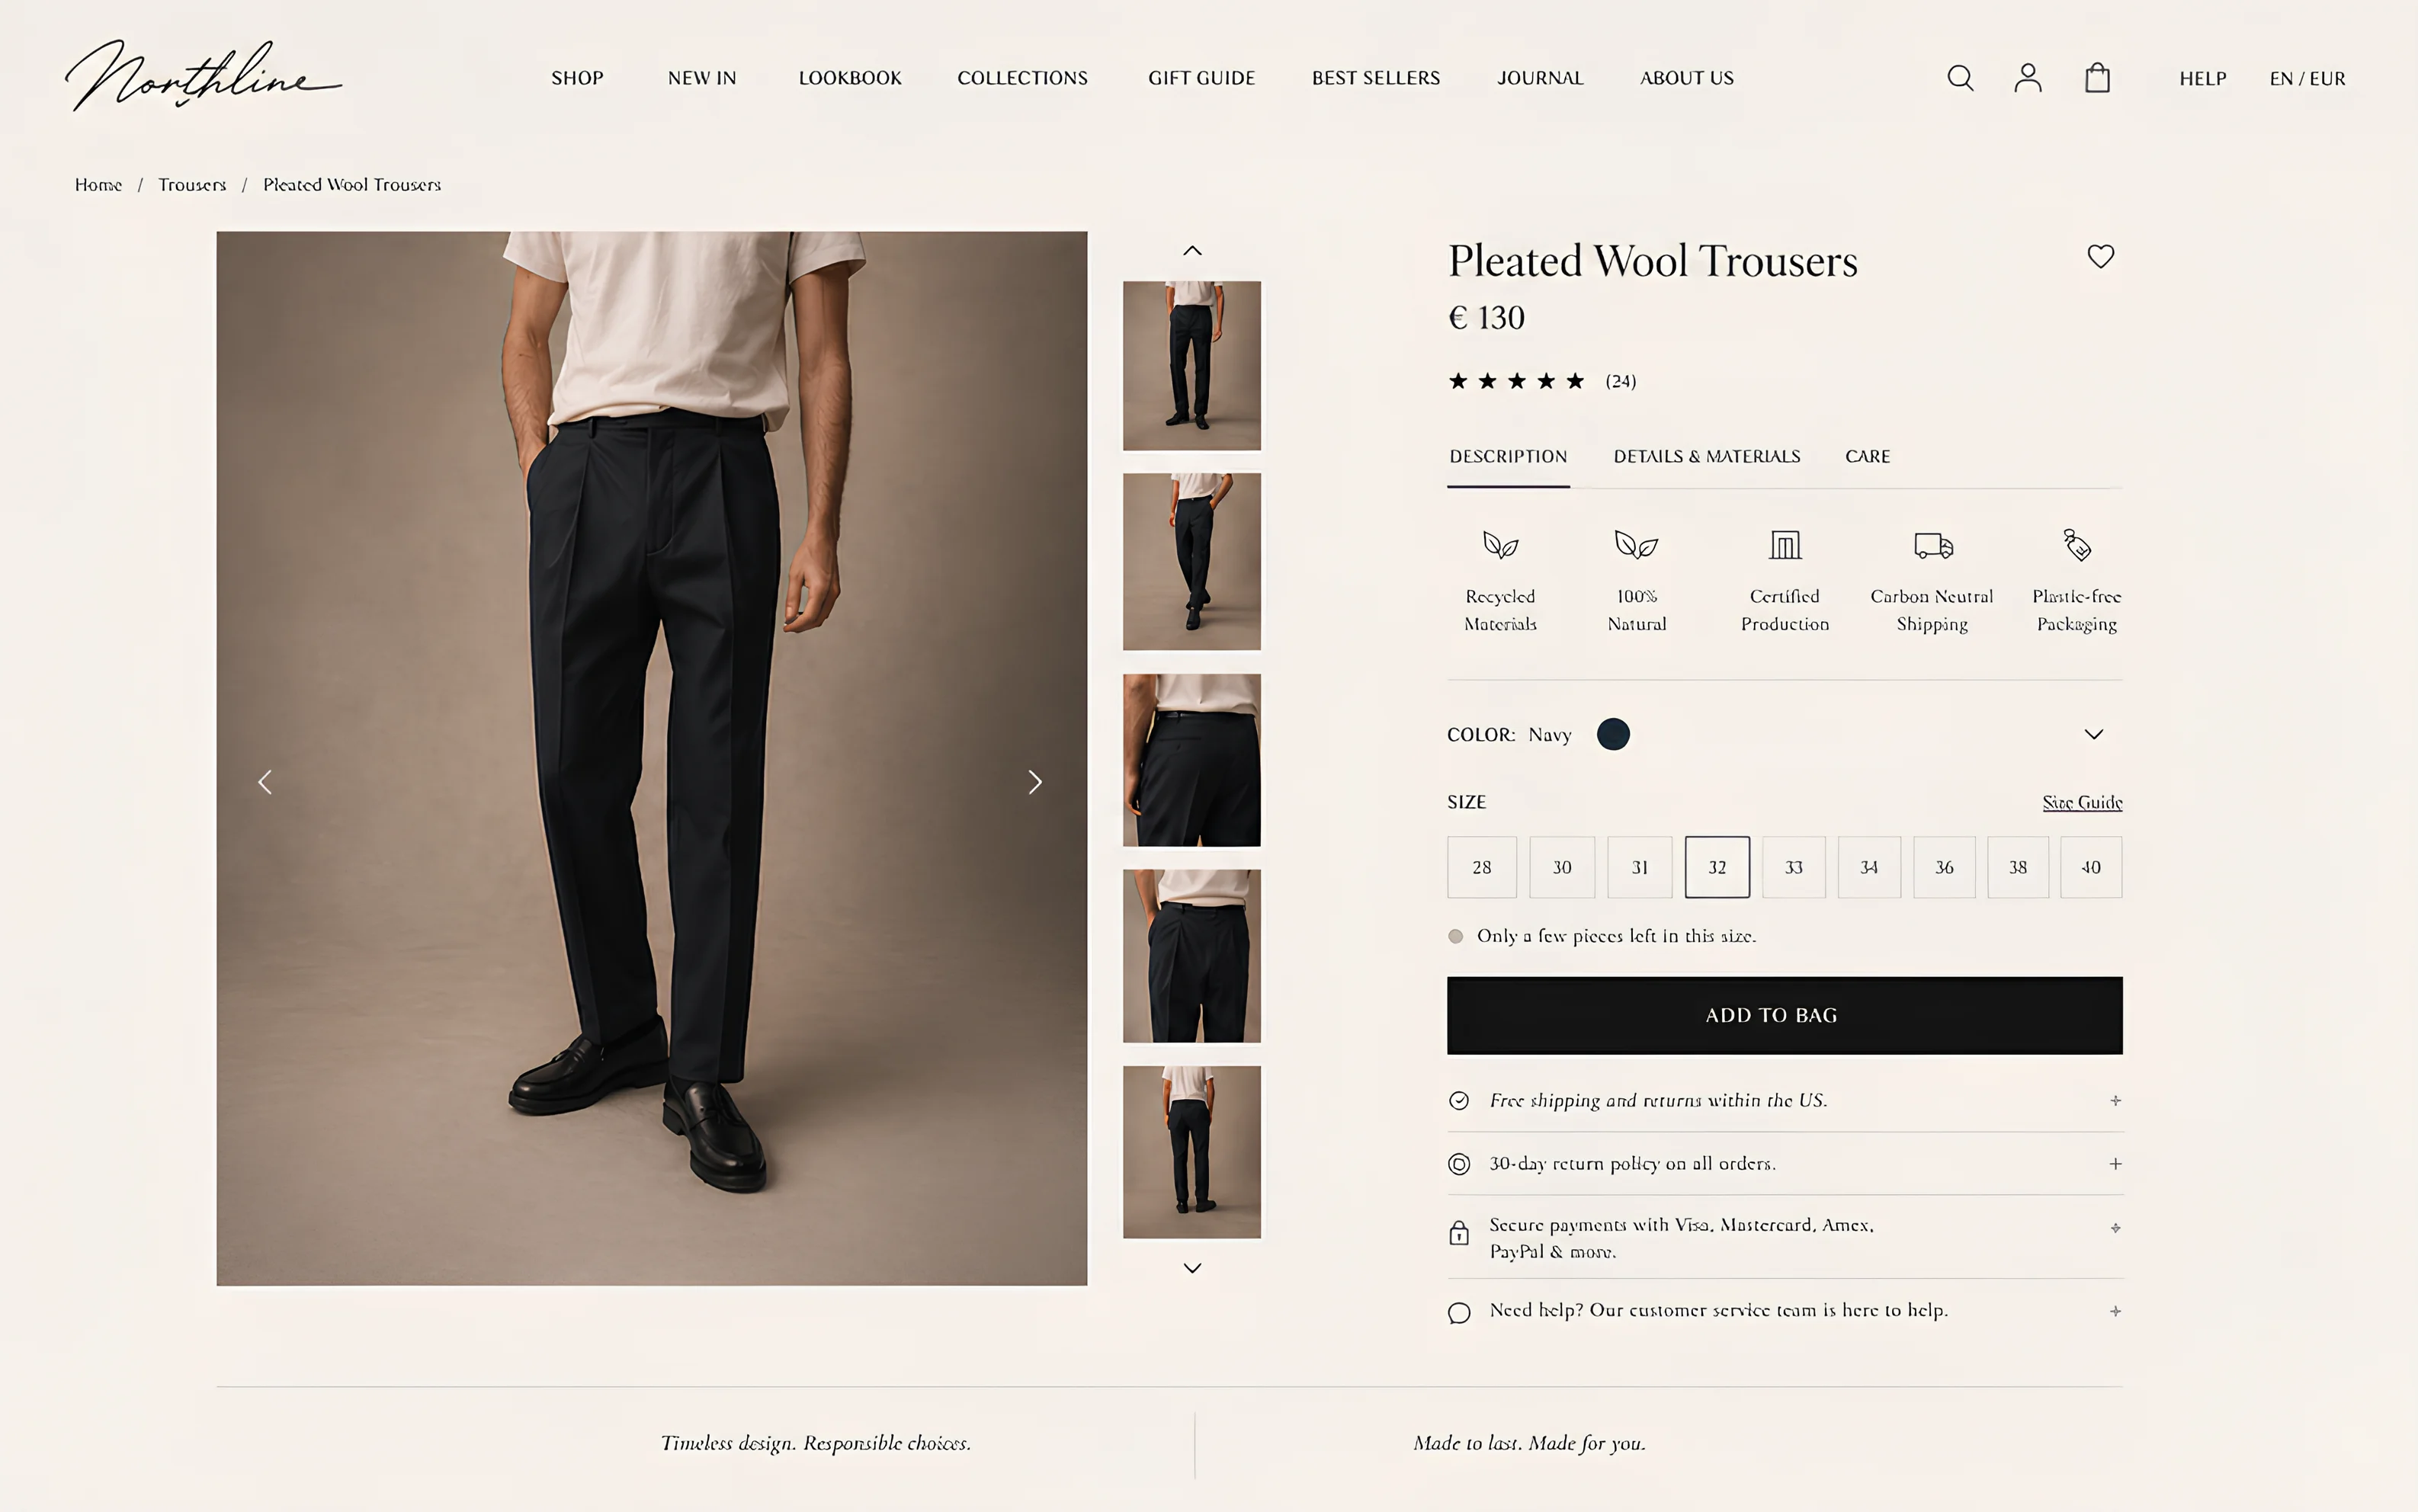 Northline
SHOP NEW IN LOOKBOOK COLLECTIONS GIFT GUIDE BEST SELLERS JOURNAL ABOUT US HELP EN / EUR
Home / Trousers / Pleated Wool Trousers
Pleated Wool Trousers
€ 130
★ ★ ★ ★ ★ (24)
DESCRIPTION DETAILS & MATERIALS CARE
Recycled Materials
100% Natural
Certified Production
Carbon Neutral Shipping
Plastic-free Packaging
COLOR: Navy
SIZE Size Guide
28 30 31 32 33 34 36 38 40
Only a few pieces left in this size.
ADD TO BAG
Free shipping and returns within the US.
30-day return policy on all orders.
Secure payments with Visa, Mastercard, Amex,
PayPal & more.
Need help? Our customer service team is here to help.
Timeless design. Responsible choices.
Made to last. Made for you.